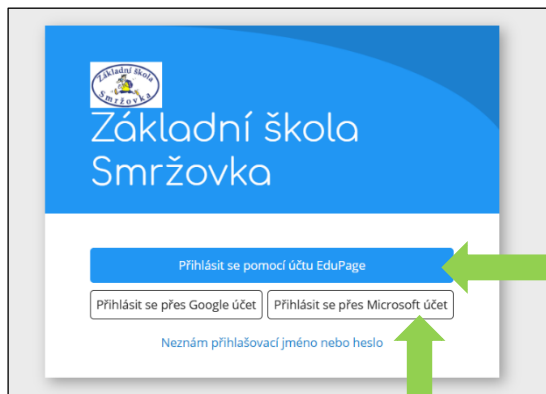 Základní škola
Smržovka
Základní škola
Smržovka
Přihlásit se pomocí účtu EduPage
Přihlásit se přes Google účet Přihlásit se přes Microsoft účet
Neznám přihlašovací jméno nebo heslo